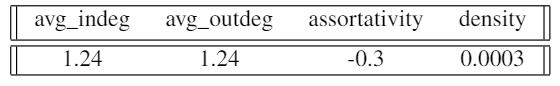 avg_indeg avg_outdeg assortativity density
1.24 1.24 -0.3 0.0003